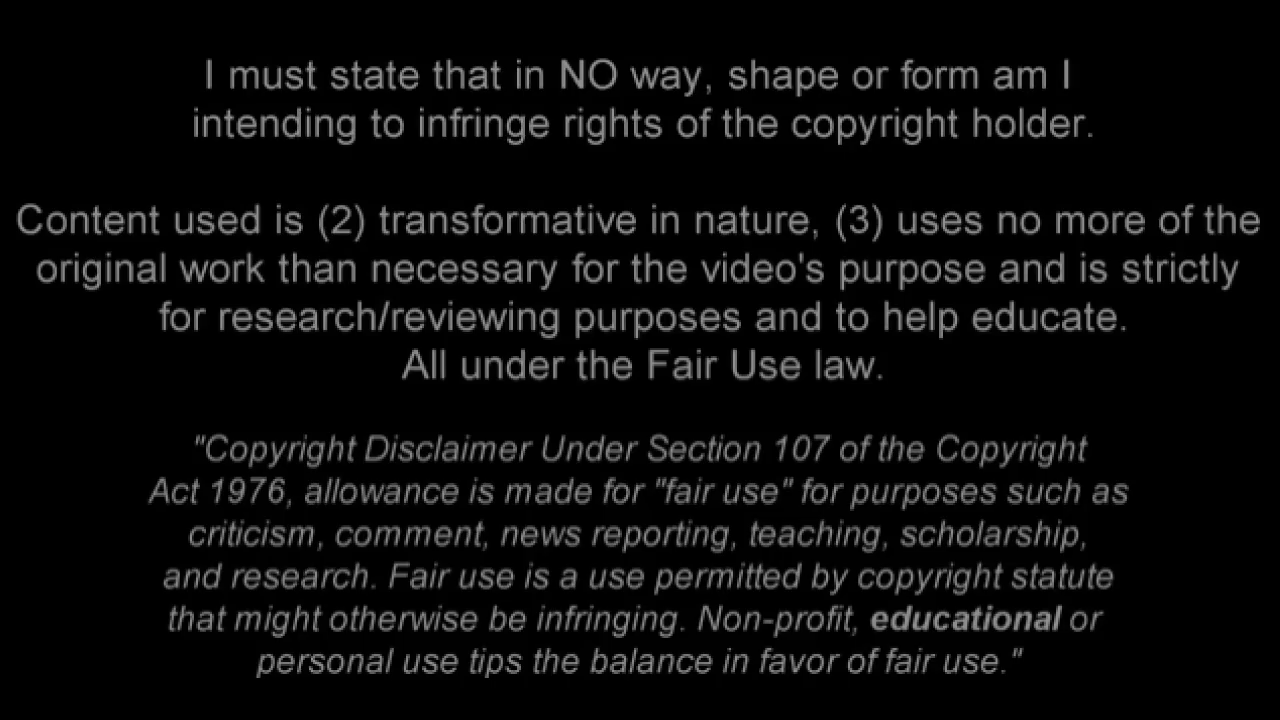 I must state that in NO way, shape or form am I
intending to infringe rights of the copyright holder.
Content used is (2) transformative in nature, (3) uses no more of the
original work than necessary for the video's purpose and is strictly
for research/reviewing purposes and to help educate.
All under the Fair Use law.
"Copyright Disclaimer Under Section 107 of the Copyright
Act 1976, allowance is made for "fair use" for purposes such as
criticism, comment, news reporting, teaching, scholarship,
and research. Fair use is a use permitted by copyright statute
that might otherwise be infringing. Non-profit, educational or
personal use tips the balance in favor of fair use."